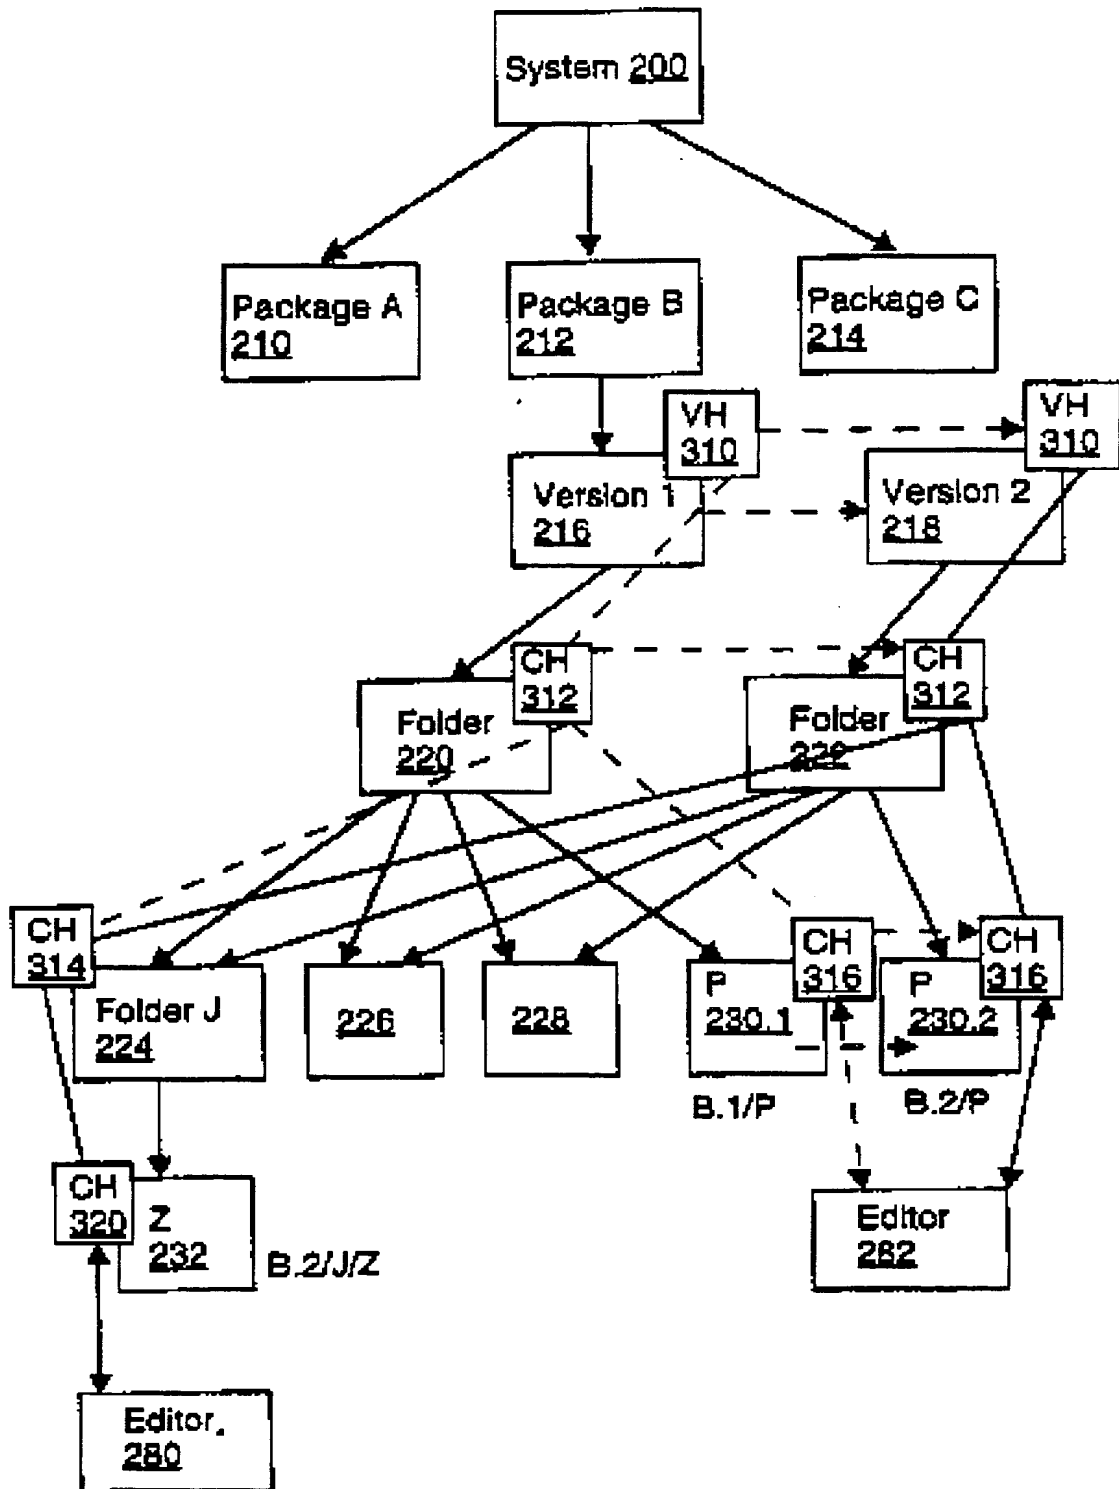 System 200
Package A
210
Package B
212
Package C
214
VH
310
VH
310
Version 1
216
Version 2
218
CH
312
CH
312
Folder
220
Folder
CH
314
CH
316
CH
316
Folder J
224
226
228
P
230.1
P
230.2
B.1/P
B.2/P
CH
320
Z
232
B.2/J/Z
Editor
282
Editor
280